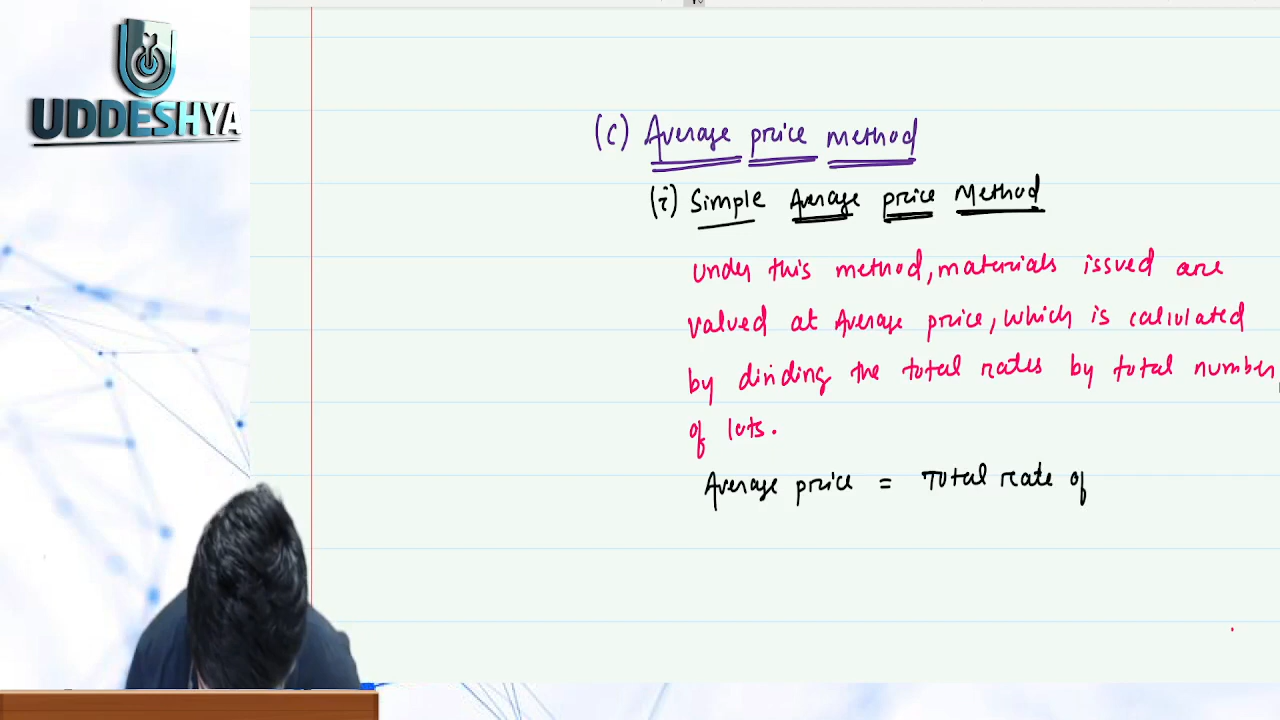 UDDESHYA
(c) Average price method
(i) Simple Average price Method
Under this method, materials issued are
valued at Average price, which is calculated
by dividing the total rates by total number
of lots.
Average price = Total rate of